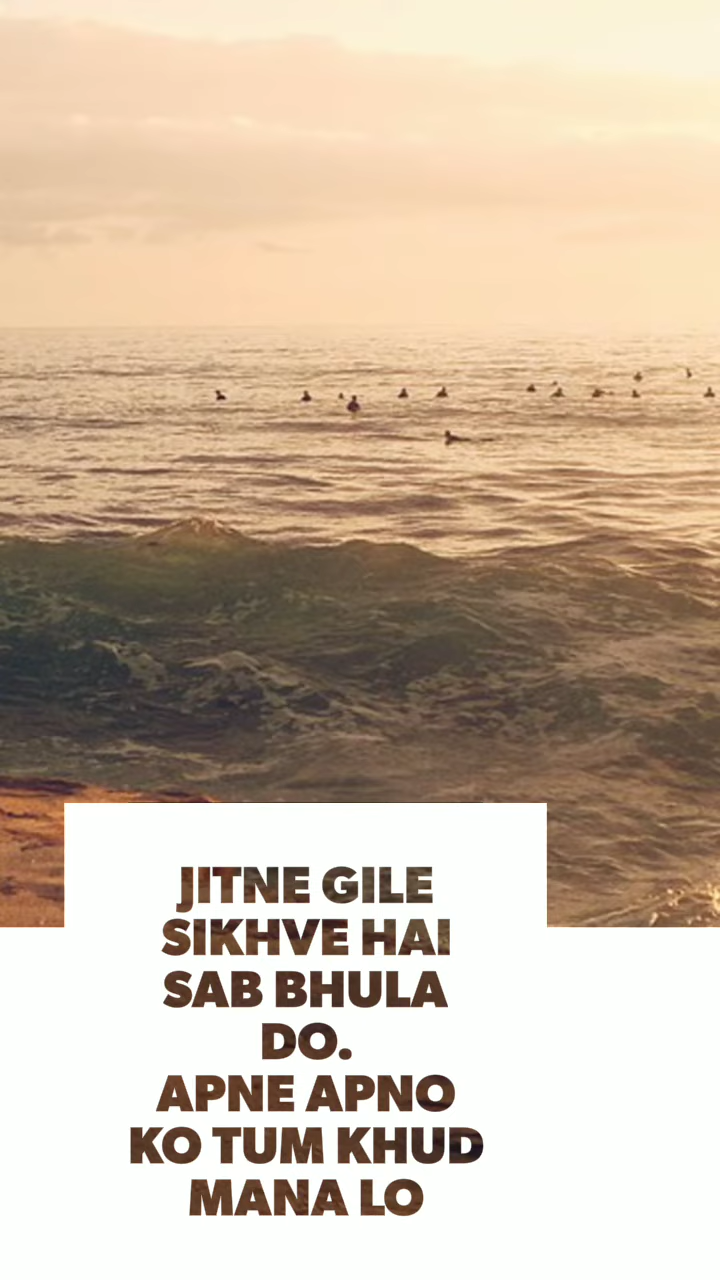 JITNE GILE
SIKHVE HAI
SAB BHULA
DO.
APNE APNO
KO TUM KHUD
MANA LO